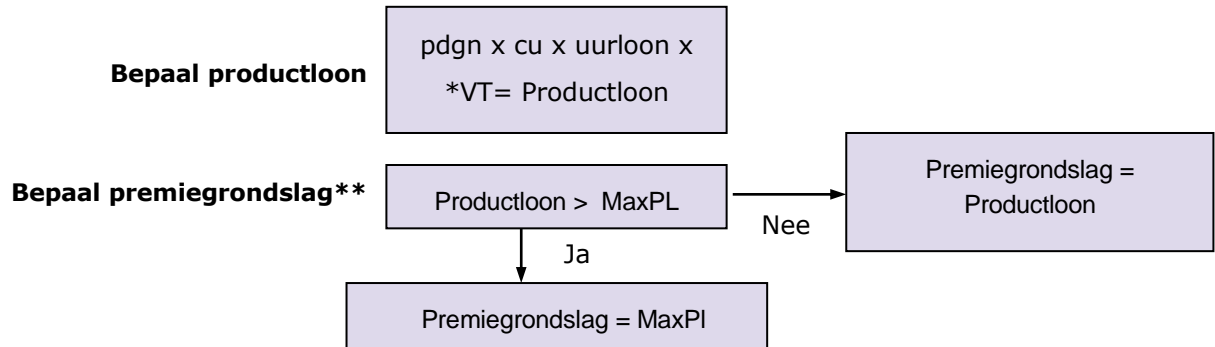 Bepaal productloon
pdgn x cu x uurloon x
*VT= Productloon
Bepaal premiegrondslag**
Productloon > MaxPL
Nee
Premiegrondslag =
Productloon
Ja
Premiegrondslag = MaxPl